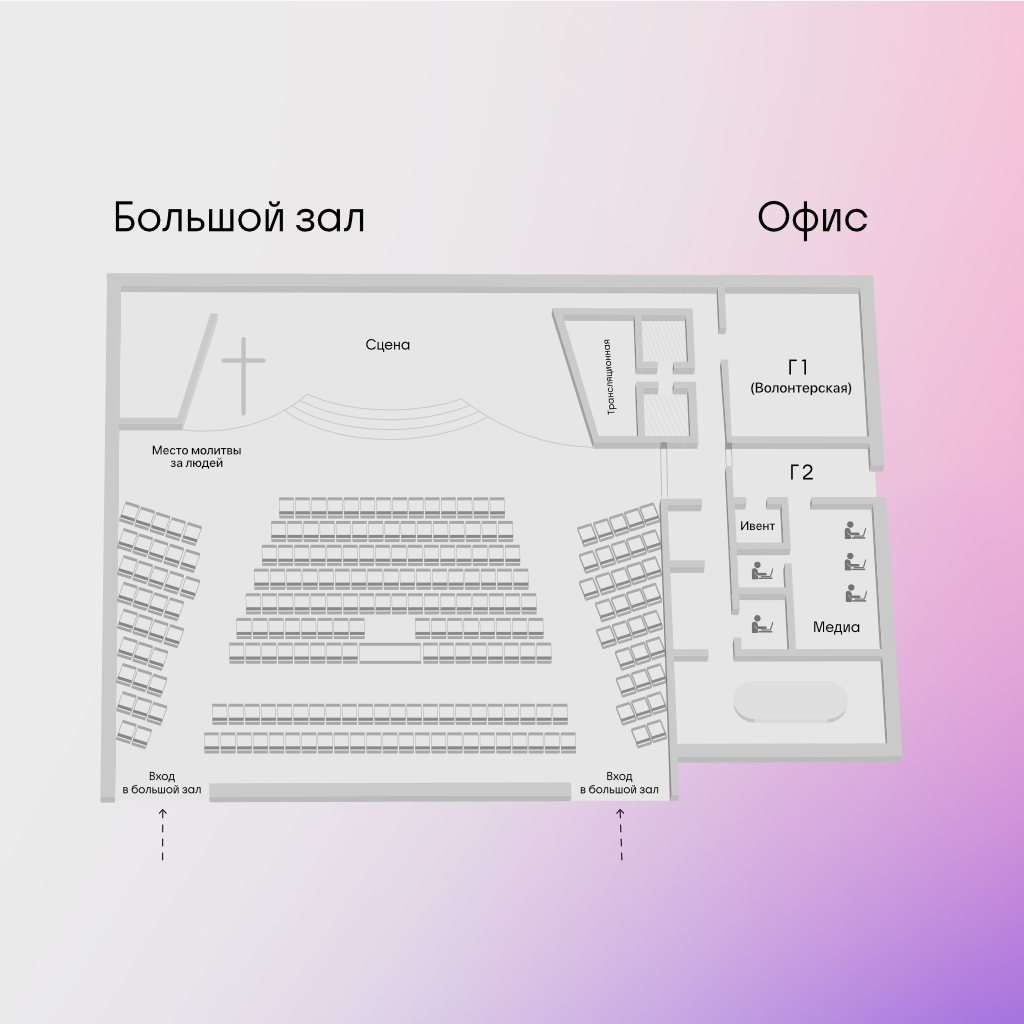 Большой зал
Офис
Сцена
Трансляционная
Г1
(Волонтерская)
Место молитвы
за людей
Г2
Ивент
Медиа
Вход
в большой зал
Вход
в большой зал